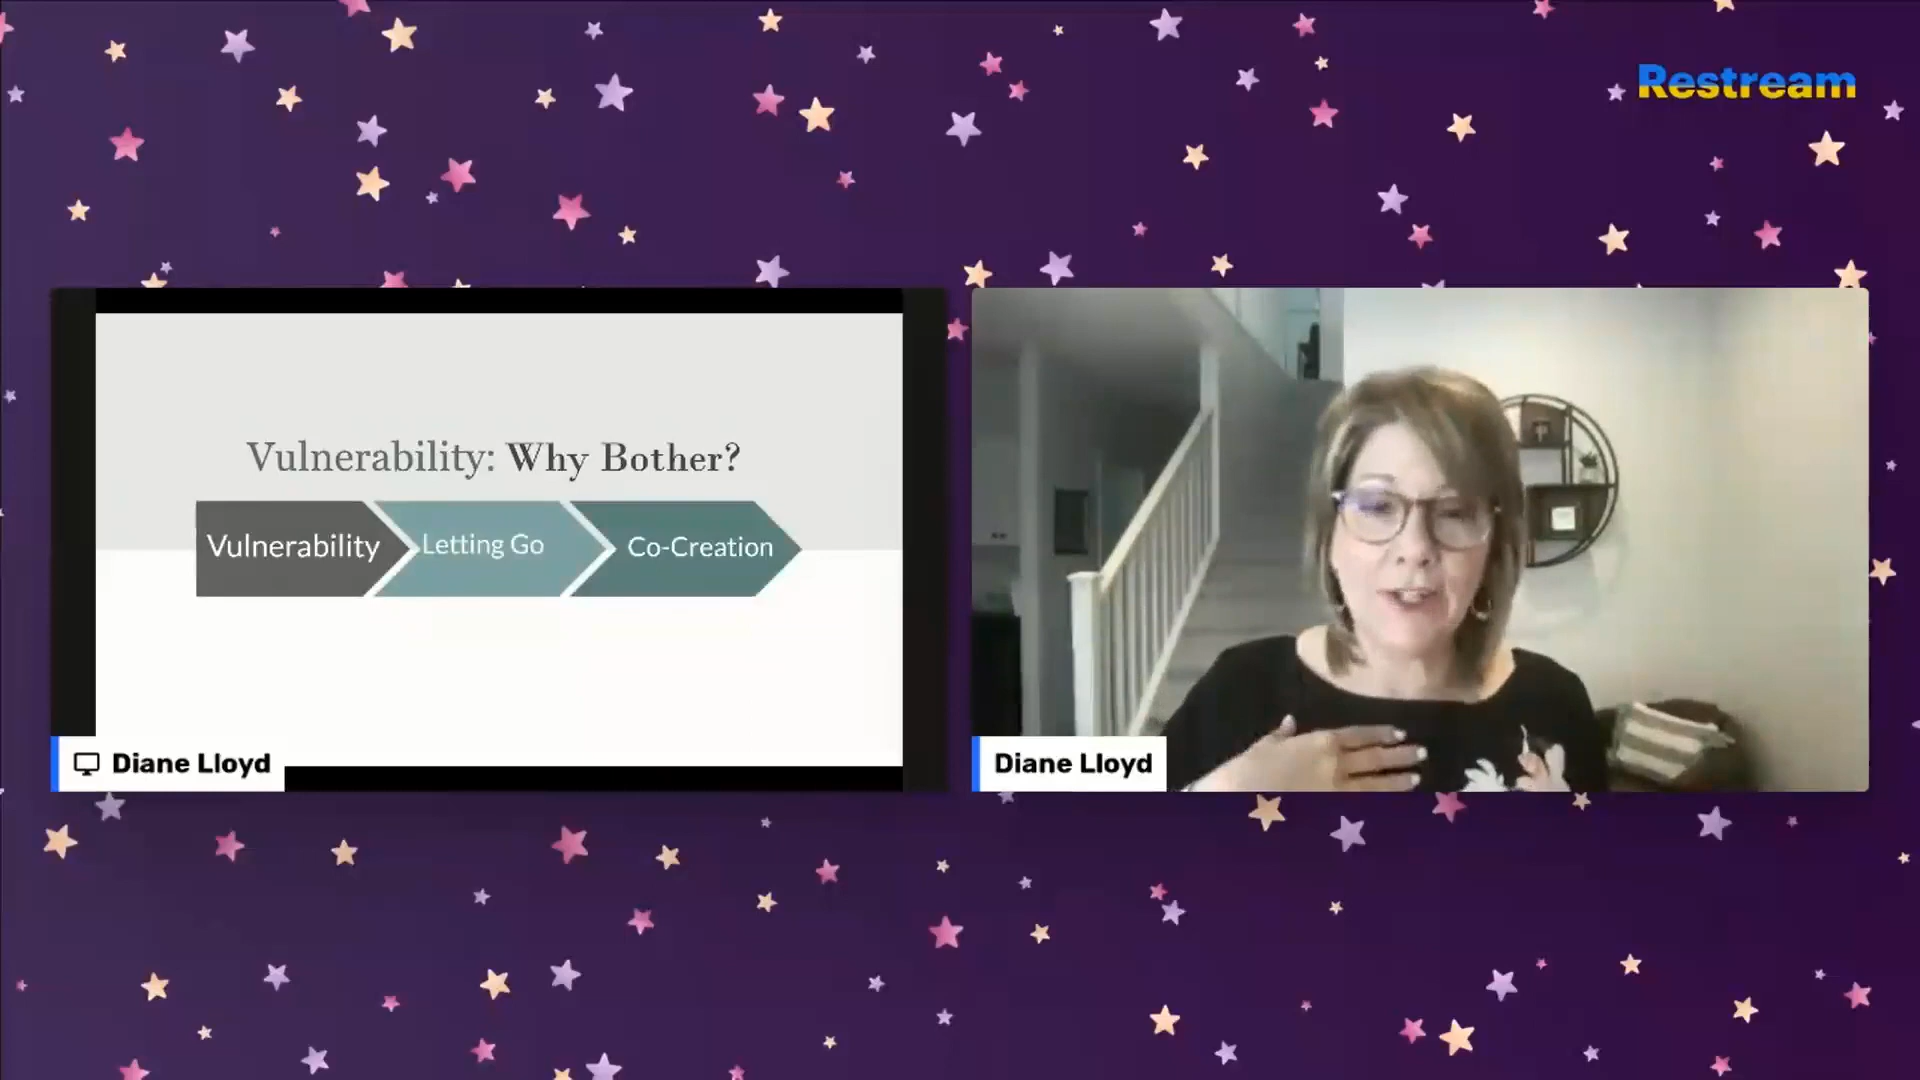 Restream
Vulnerability: Why Bother?
Vulnerability
Letting Go
Co-Creation
Diane Lloyd
Diane Lloyd